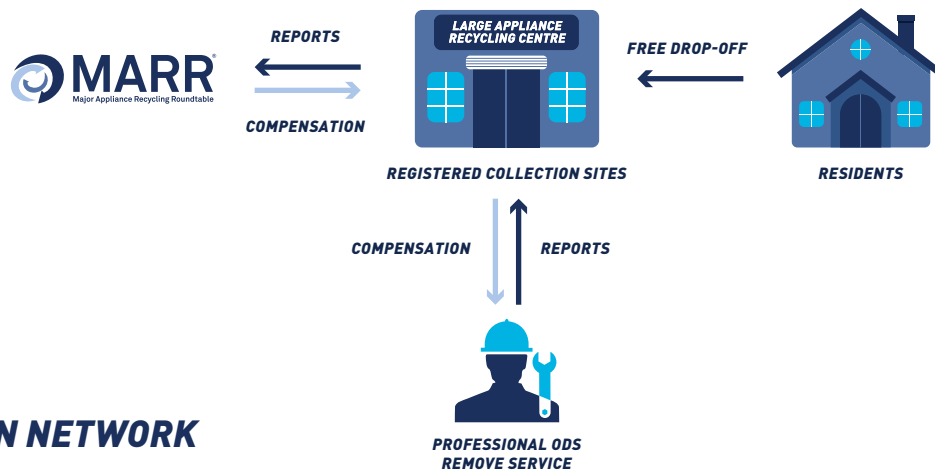 LARGE APPLIANCE
RECYCLING CENTRE
REPORTS
FREE DROP-OFF
MARR®
Major Appliance Recycling Roundtable
COMPENSATION
REGISTERED COLLECTION SITES
RESIDENTS
COMPENSATION
REPORTS
N NETWORK
PROFESSIONAL ODS
REMOVE SERVICE